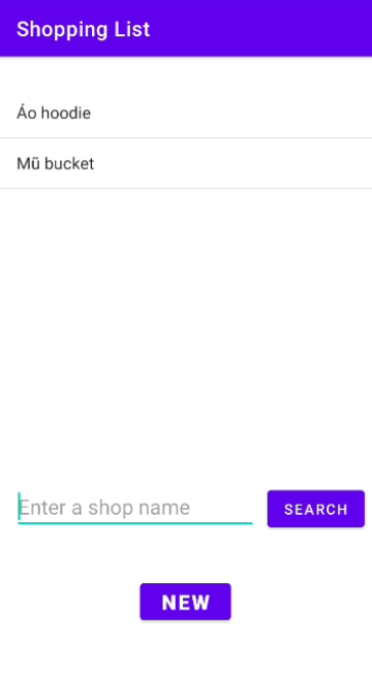 Shopping List
Áo hoodie
Mũ bucket
Enter a shop name
SEARCH
NEW